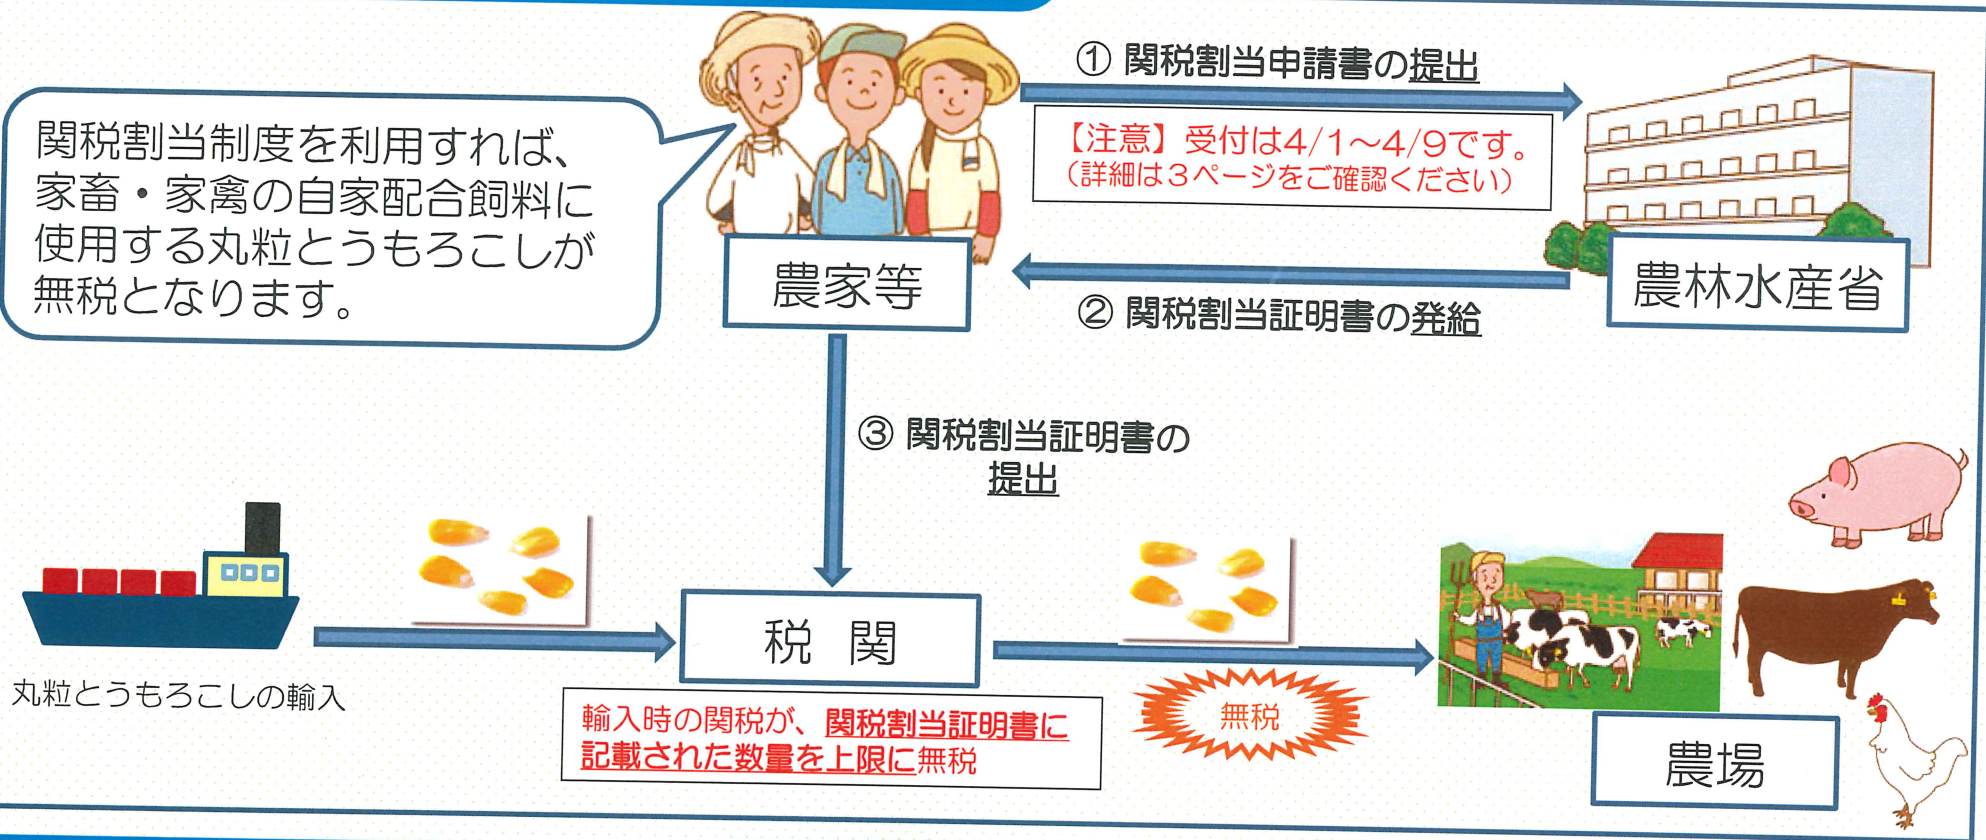 ① 関税割当申請書の提出
【注意】受付は4/1～4/9です。
（詳細は３ページをご確認ください）
関税割当制度を利用すれば、
家畜・家禽の自家配合飼料に
使用する丸粒とうもろこしが
無税となります。
農家等
農林水産省
② 関税割当証明書の発給
③ 関税割当証明書の
提出
丸粒とうもろこしの輸入
税 関
輸入時の関税が、関税割当証明書に
記載された数量を上限に無税
無税
農場